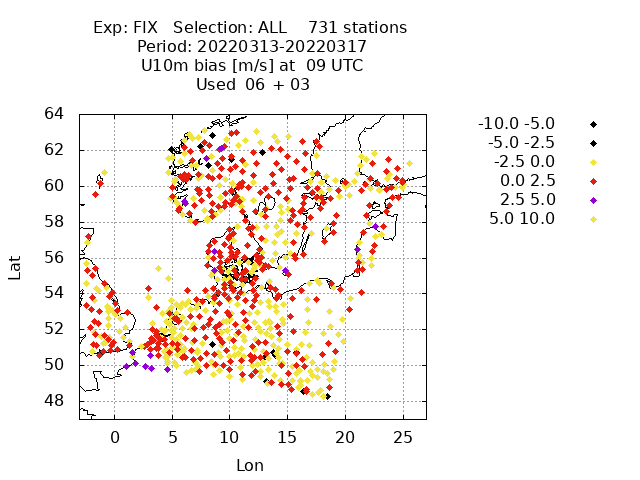 Exp: FIX   Selection: ALL    731 stations
Period: 20220313-20220317
U10m bias [m/s] at  09 UTC
Used  06 + 03
-10.0 -5.0
-5.0 -2.5
-2.5 0.0
0.0 2.5
2.5 5.0
5.0 10.0
64
62
60
58
56
54
52
50
48
Lat
0 5 10 15 20 25
Lon